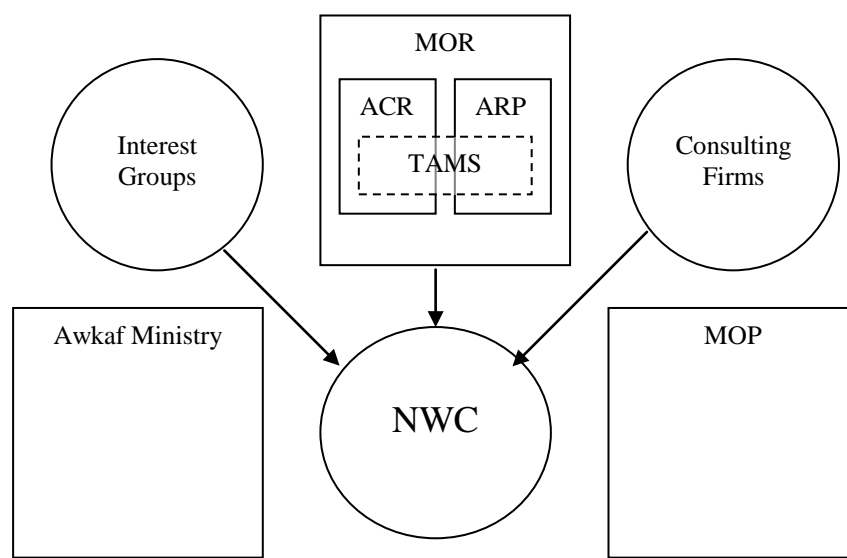 MOR
ACR
ARP
TAMS
Interest
Groups
Consulting
Firms
Awkaf Ministry
MOP
NWC